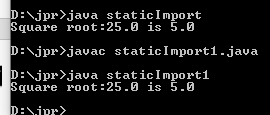 D:\jpr>java staticImport
Square root:25.0 is 5.0
D:\jpr>javac staticImport1.java
D:\jpr>java staticImport1
Square root:25.0 is 5.0
D:\jpr>